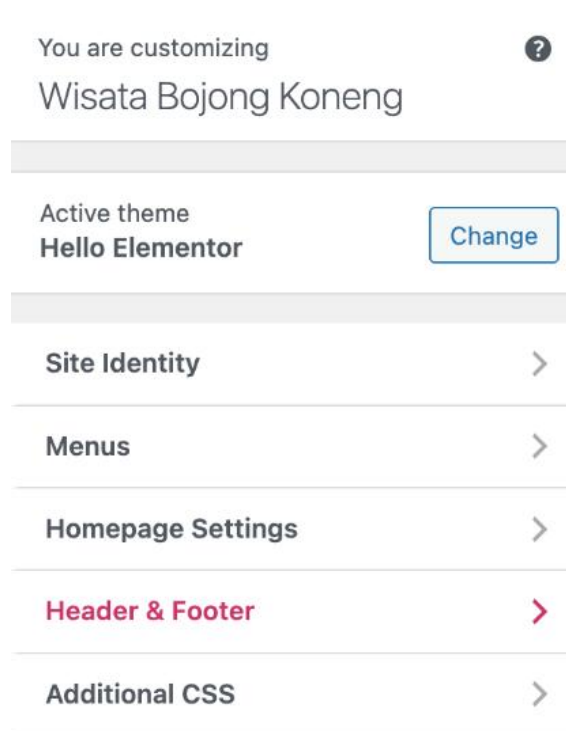 You are customizing
Wisata Bojong Koneng
Active theme
Hello Elementor
Change
Site Identity
Menus
Homepage Settings
Header & Footer
Additional CSS